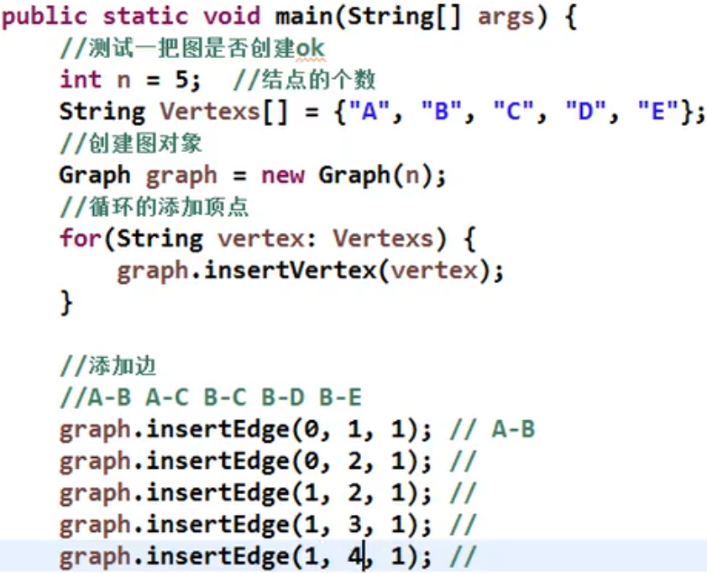 public static void main(String[] args) {
//测试一把图是否创建ok
int n = 5;  //结点的个数
String Vertexs[] = {"A", "B", "C", "D", "E"};
//创建图对象
Graph graph = new Graph(n);
//循环的添加顶点
for(String vertex: Vertexs) {
graph.insertVertex(vertex);
}
//添加边
//A-B A-C B-C B-D B-E
graph.insertEdge(0, 1, 1); // A-B
graph.insertEdge(0, 2, 1); //
graph.insertEdge(1, 2, 1); //
graph.insertEdge(1, 3, 1); //
graph.insertEdge(1, 4, 1); //